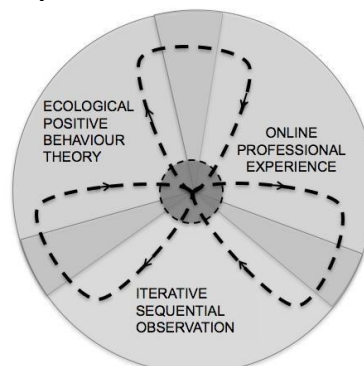 ECOLOGICAL
POSITIVE
BEHAVIOUR
THEORY
ONLINE
PROFESSIONAL
EXPERIENCE
ITERATIVE
SEQUENTIAL
OBSERVATION